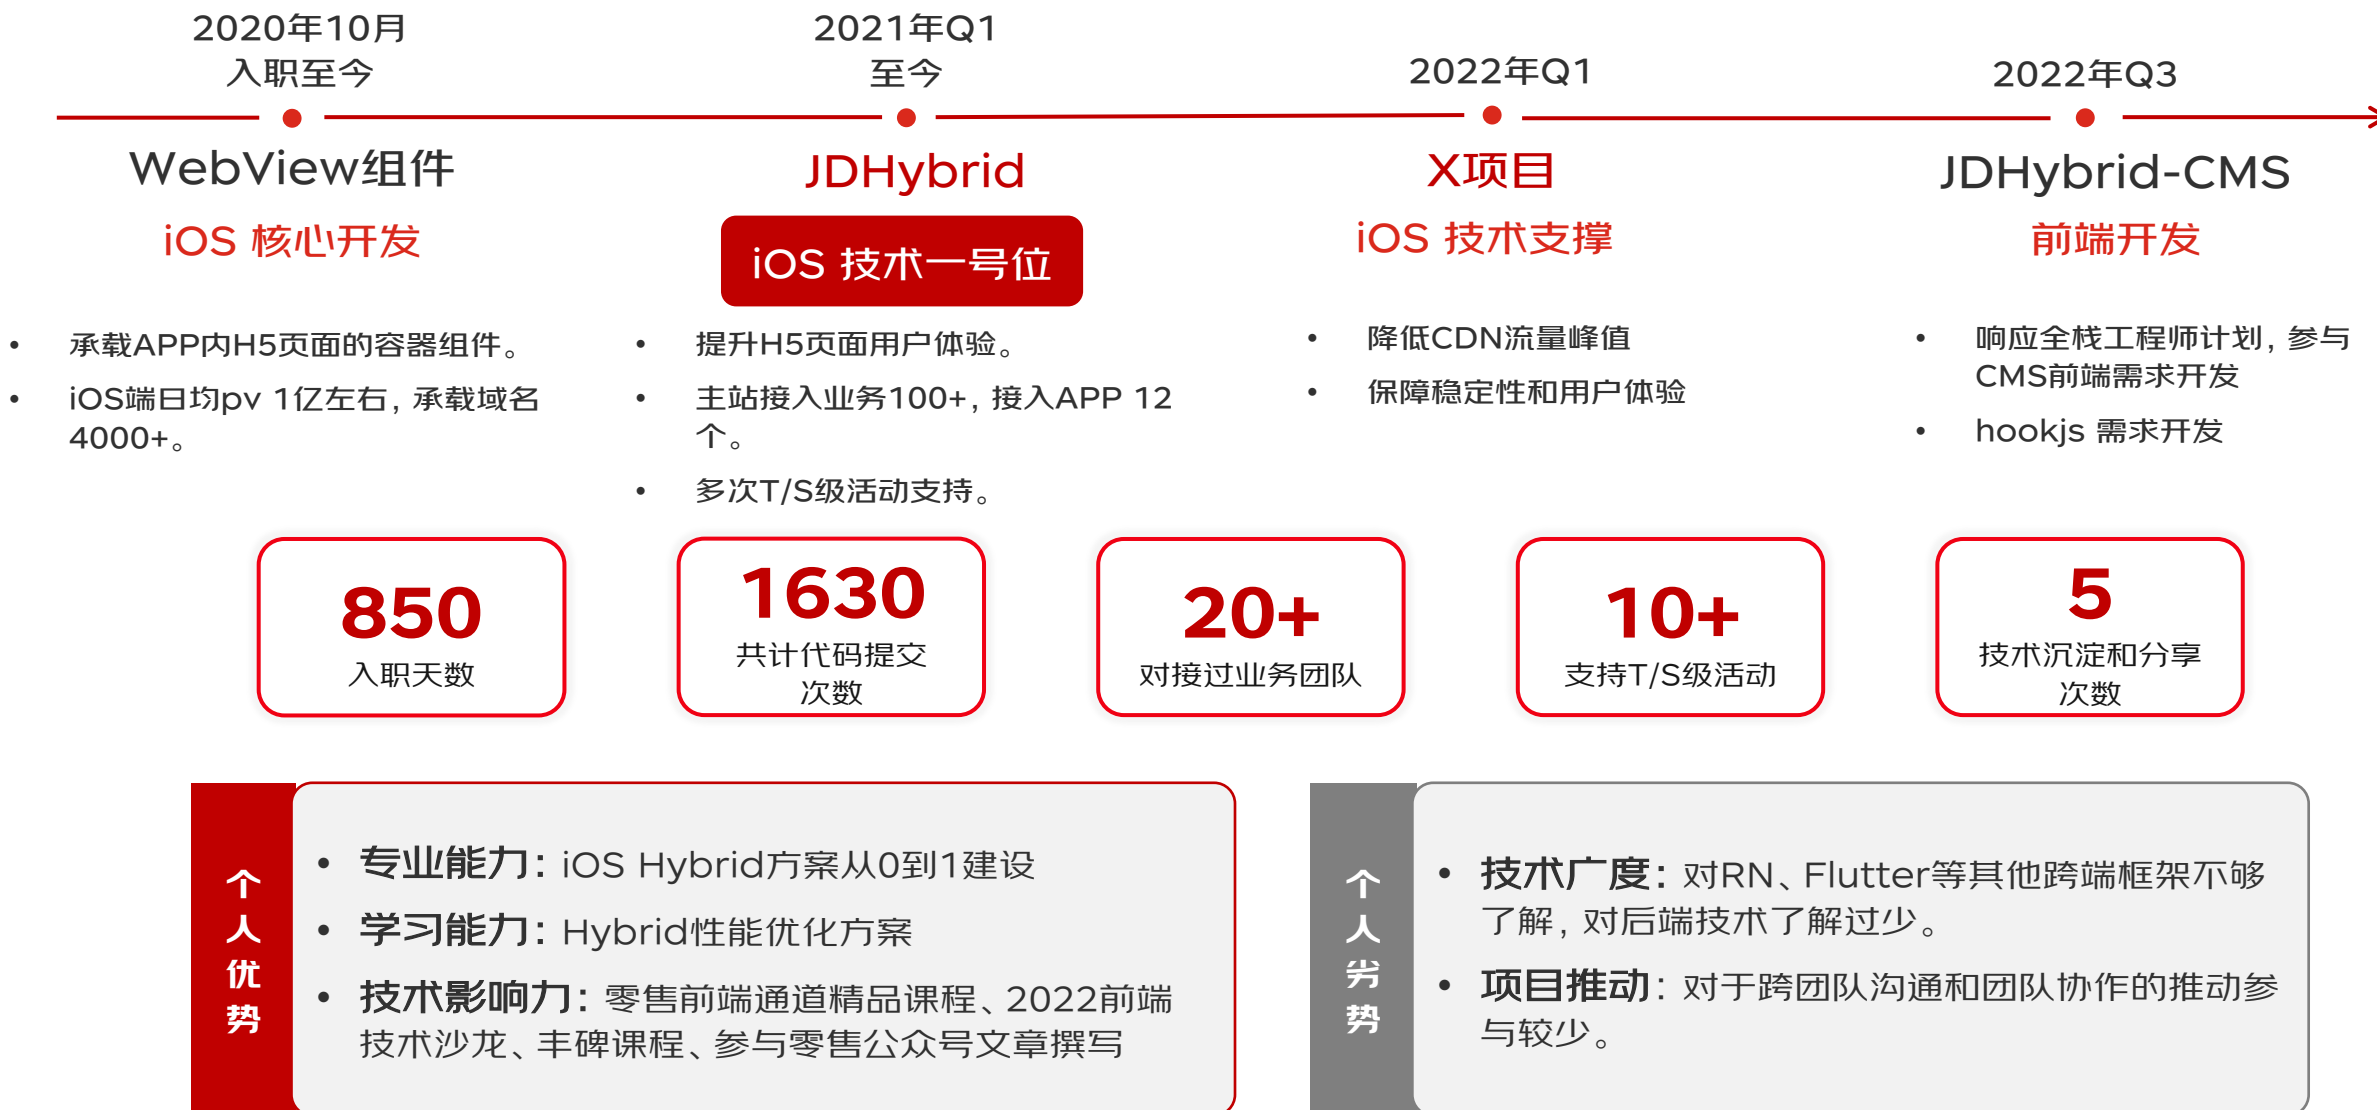 2020年10月
入职至今
WebView组件
iOS 核心开发
• 承载APP内H5页面的容器组件。
• iOS端日均pv 1亿左右，承载域名
4000+。
2021年Q1
至今
JDHybrid
iOS 技术一号位
• 提升H5页面用户体验。
• 主站接入业务100+，接入APP 12
个。
• 多次T/S级活动支持。
2022年Q1
X项目
iOS 技术支撑
• 降低CDN流量峰值
• 保障稳定性和用户体验
2022年Q3
JDHybrid-CMS
前端开发
• 响应全栈工程师计划，参与
CMS前端需求开发
• hookjs 需求开发
850
入职天数
1630
共计代码提交
次数
20+
对接过业务团队
10+
支持T/S级活动
5
技术沉淀和分享
次数
个人优势
• 专业能力：iOS Hybrid方案从0到1建设
• 学习能力：Hybrid性能优化方案
• 技术影响力：零售前端通道精品课程、2022前端
技术沙龙、丰碑课程、参与零售公众号文章撰写
个人劣势
• 技术广度：对RN、Flutter等其他跨端框架不够
了解，对后端技术了解过少。
• 项目推动：对于跨团队沟通和团队协作的推动参
与较少。